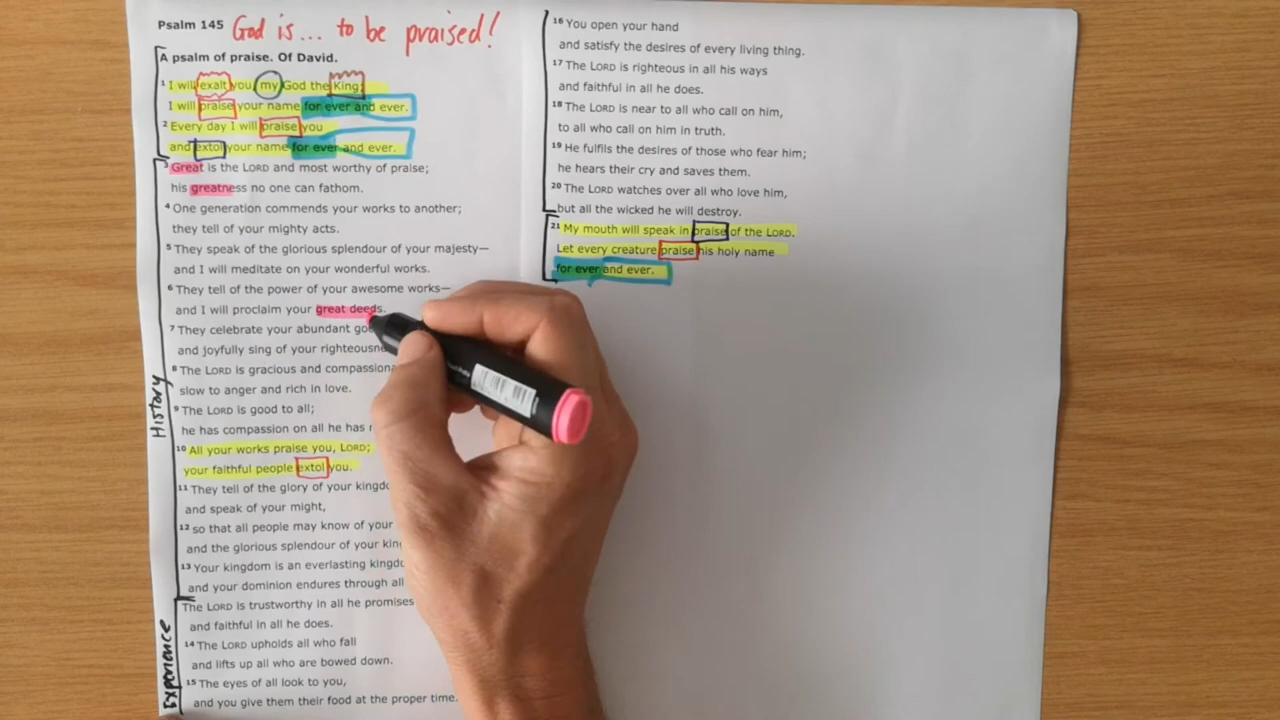 Psalm 145 God is... to be praised!
A psalm of praise. Of David.
1 I will exalt you, my God the King;
I will praise your name for ever and ever.
2 Every day I will praise you
and extol your name for ever and ever.
3 Great is the LORD and most worthy of praise;
his greatness no one can fathom.
4 One generation commends your works to another;
they tell of your mighty acts.
5 They speak of the glorious splendour of your majesty—
and I will meditate on your wonderful works.
6 They tell of the power of your awesome works—
and I will proclaim your great deeds.
7 They celebrate your abundant
and joyfully sing of your
8 The LORD is gracious and
slow to anger and rich in love.
9 The LORD is good to all;
he has compassion on all he has
History
10 All your works praise you, LORD;
your faithful people extol you.
11 They tell of the glory of your
and speak of your might,
12 so that all people may know of your
and the glorious splendour of your
13 Your kingdom is an everlasting
and your dominion endures through all
The LORD is trustworthy in all he promises
and faithful in all he does.
14 The LORD upholds all who fall
and lifts up all who are bowed down.
Experience
15 The eyes of all look to you,
and you give them their food at the proper time.
16 You open your hand
and satisfy the desires of every living thing.
17 The LORD is righteous in all his ways
and faithful in all he does.
18 The LORD is near to all who call on him,
to all who call on him in truth.
19 He fulfils the desires of those who fear him;
he hears their cry and saves them.
20 The LORD watches over all who love him,
but all the wicked he will destroy.
21 My mouth will speak in praise of the LORD.
Let every creature praise his holy name
for ever and ever.